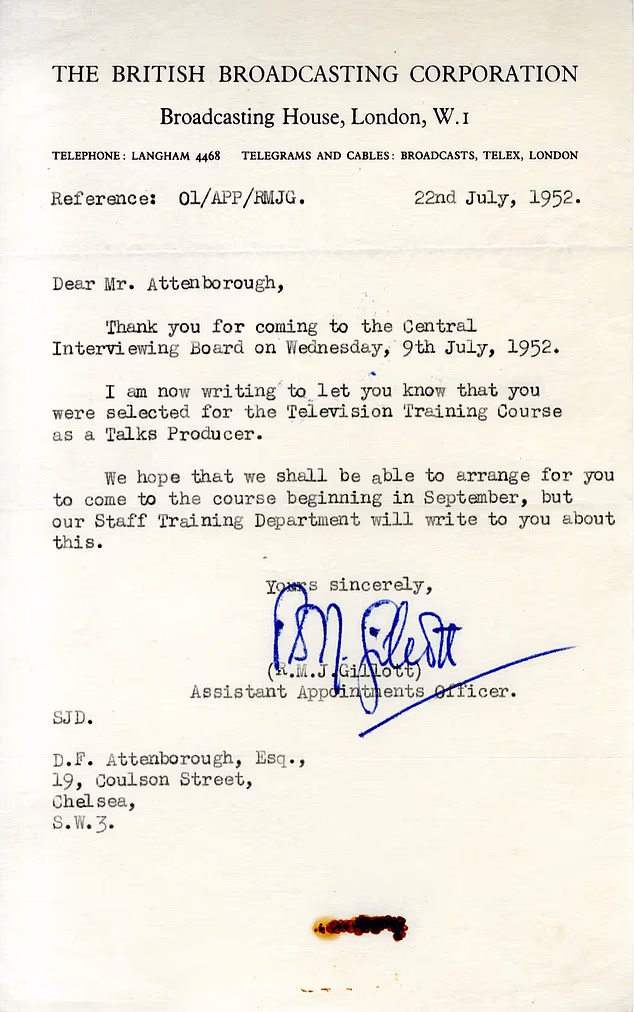 THE BRITISH BROADCASTING CORPORATION
Broadcasting House, London, W.1
TELEPHONE: LANGHAM 4468 TELEGRAMS AND CABLES: BROADCASTS, TELEX, LONDON
Reference: 01/APP/RMJG. 22nd July, 1952.
Dear Mr. Attenborough,
Thank you for coming to the Central
Interviewing Board on Wednesday, 9th July, 1952.
I am now writing to let you know that you
were selected for the Television Training Course
as a Talks Producer.
We hope that we shall be able to arrange for you
to come to the course beginning in September, but
our Staff Training Department will write to you about
this.
Yours sincerely,
RMJ. Gillott
(R.M.J.Gillott)
Assistant Appointments Officer.
SJD.
D.F. Attenborough, Esq.,
19, Coulson Street,
Chelsea,
S.W.3.